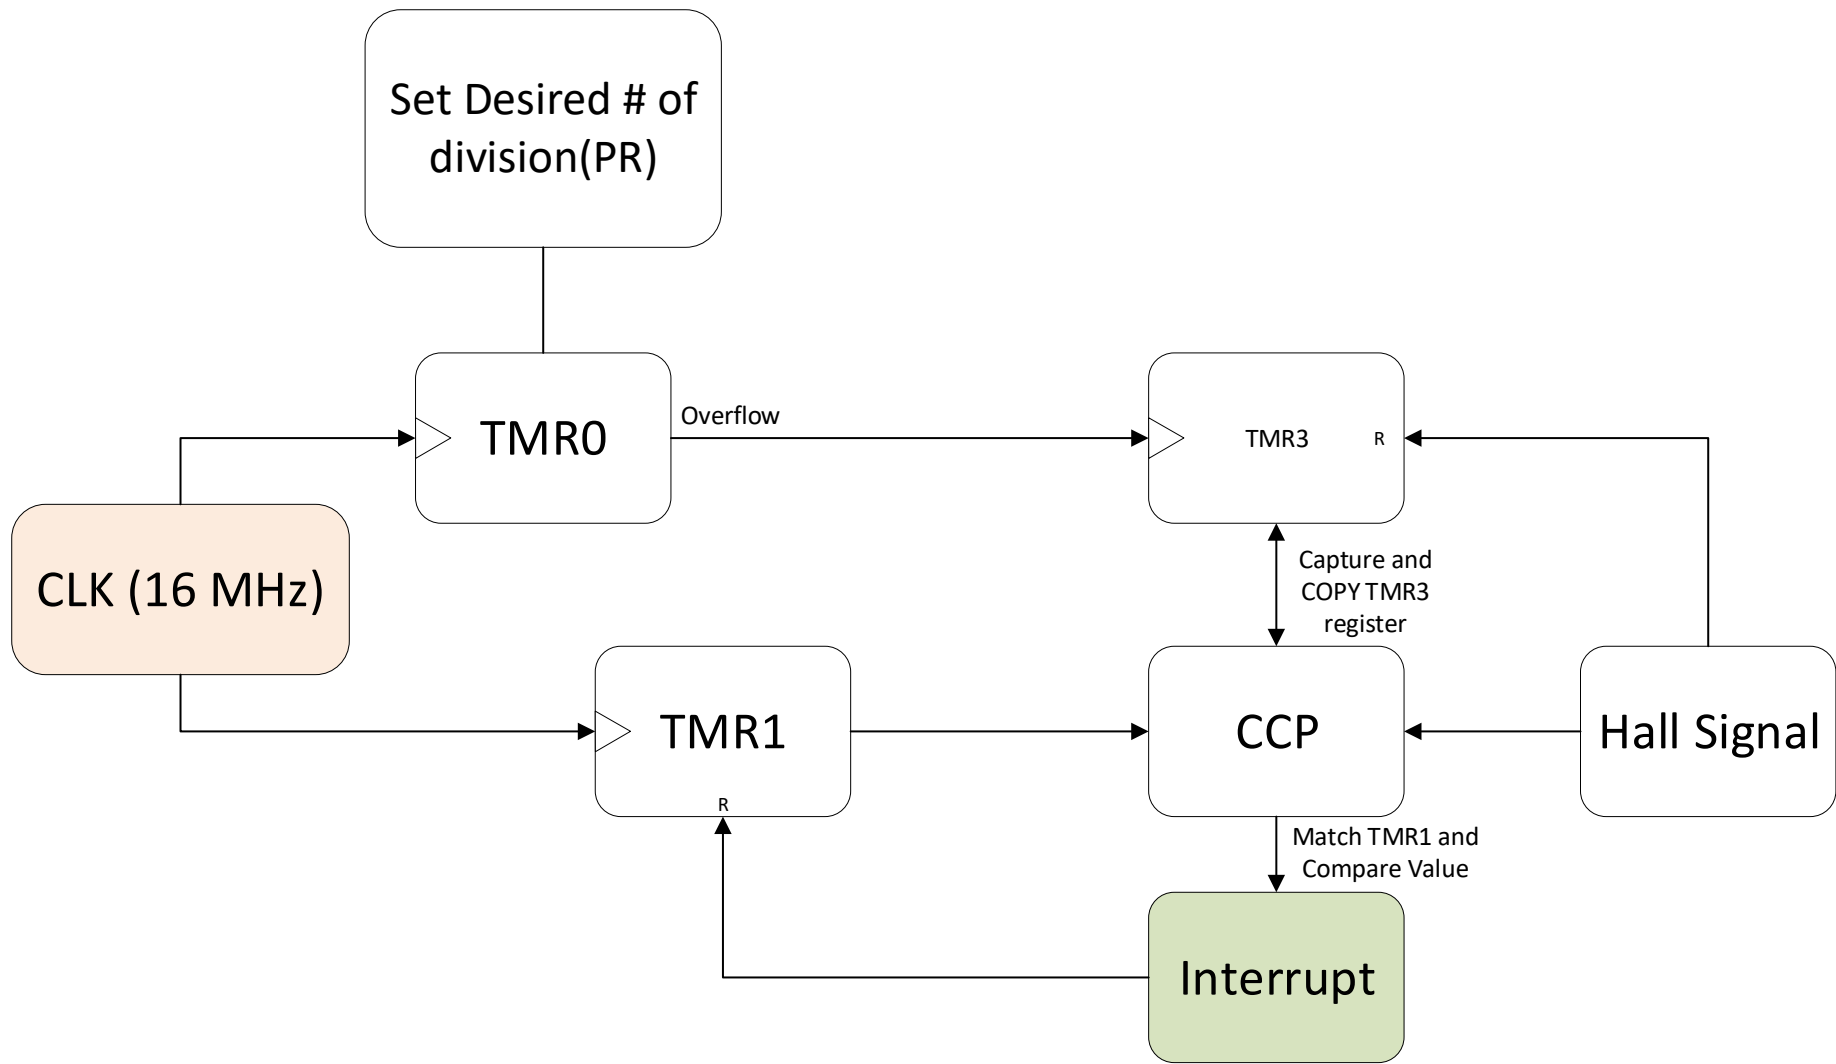 Set Desired # of
division(PR)
TMR0
Overflow
TMR3
R
CLK (16 MHz)
Capture and
COPY TMR3
register
TMR1
R
CCP
Hall Signal
Match TMR1 and
Compare Value
Interrupt